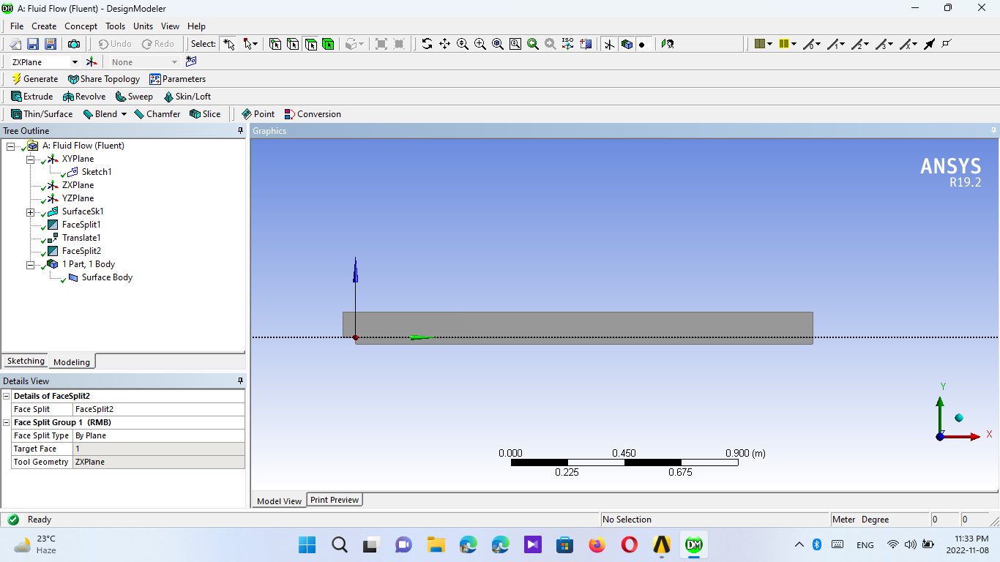 A: Fluid Flow (Fluent) - DesignModeler
File Create Concept Tools Units View Help
Undo Redo Select: ISO
ZXPlane None
Generate Share Topology Parameters
Extrude Revolve Sweep Skin/Loft
Thin/Surface Blend Chamfer Slice Point Conversion
Tree Outline
A: Fluid Flow (Fluent)
XYPlane
Sketch1
ZXPlane
YZPlane
SurfaceSk1
FaceSplit1
Translate1
FaceSplit2
1 Part, 1 Body
Surface Body
Sketching Modeling
Details View
Details of FaceSplit2
Face Split FaceSplit2
Face Split Group 1 (RMB)
Face Split Type By Plane
Target Face 1
Tool Geometry ZXPlane
Graphics
ANSYS
R19.2
Y
Z
X
0.000 0.450 0.900 (m)
0.225 0.675
Model View Print Preview
Ready No Selection Meter Degree 0 0
23°C
Haze
DM
ENG
11:33 PM
2022-11-08